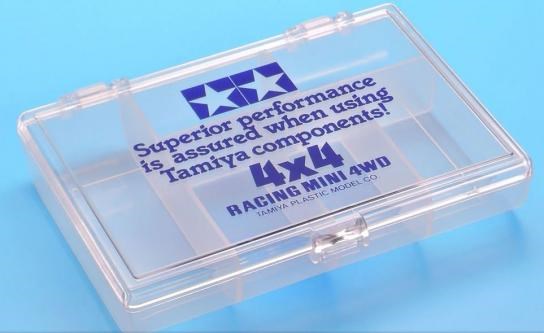 Superior performance
is assured when using
Tamiya components!
4x4
RACING MINI 4WD
TAMIYA PLASTIC MODEL CO.